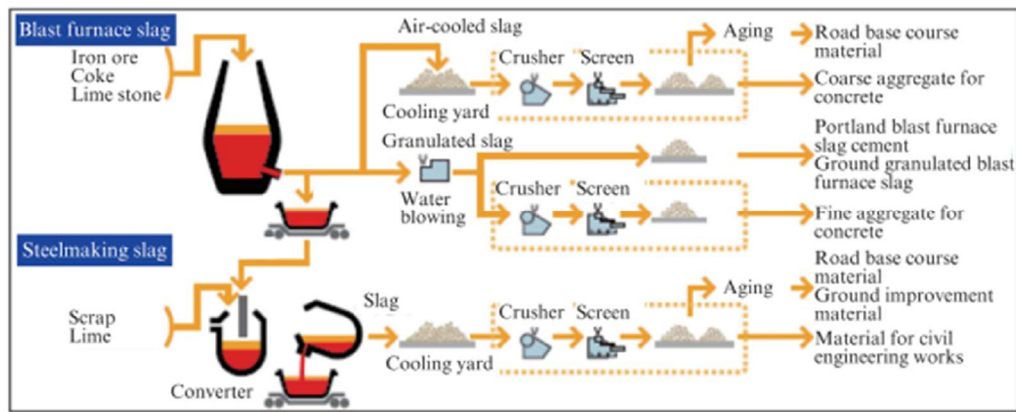 Blast furnace slag
Iron ore
Coke
Lime stone
Air-cooled slag
Cooling yard
Crusher
Screen
Aging
Road base course
material
Coarse aggregate for
concrete
Granulated slag
Water
blowing
Crusher
Screen
Portland blast furnace
slag cement
Ground granulated blast
furnace slag
Fine aggregate for
concrete
Steelmaking slag
Scrap
Lime
Converter
Slag
Cooling yard
Crusher
Screen
Aging
Road base course
material
Ground improvement
material
Material for civil
engineering works